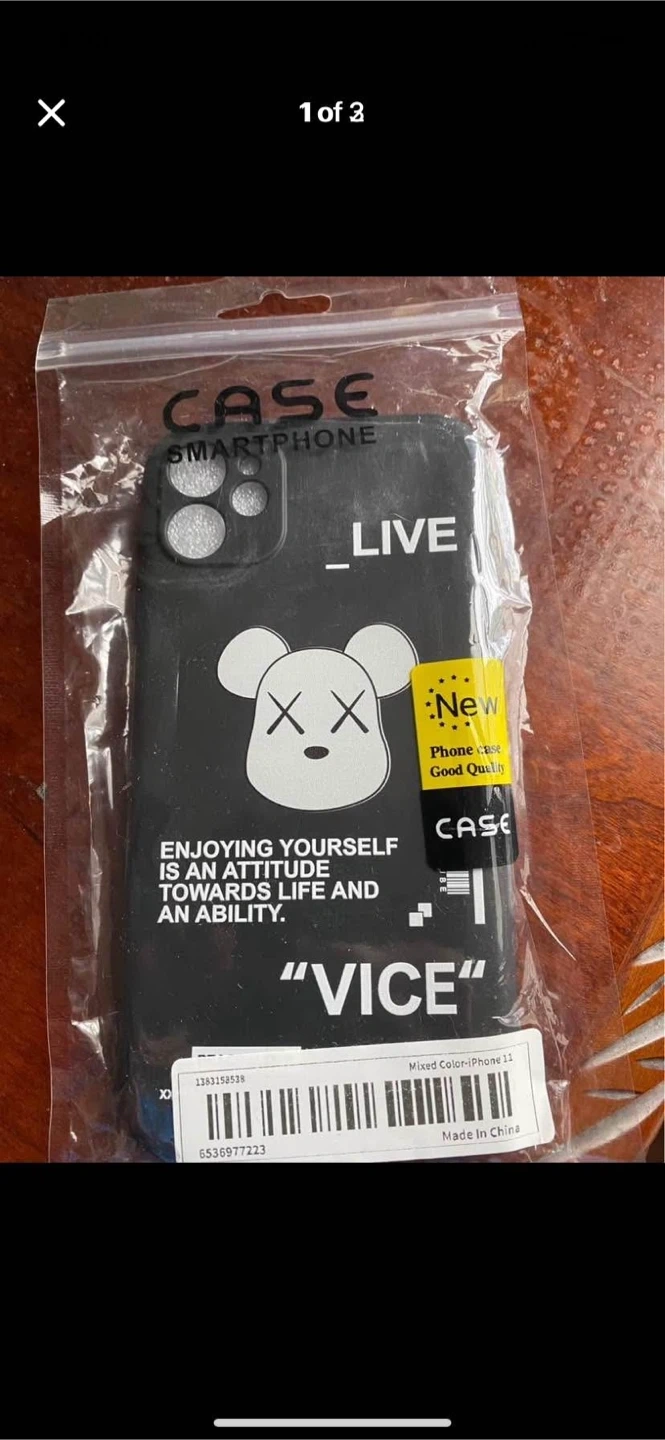 1 of 3
CASE
SMARTPHONE
_LIVE
X X
New
Phone case
Good Quality
CASE
ENJOYING YOURSELF
IS AN ATTITUDE
TOWARDS LIFE AND
AN ABILITY.
“VICE“
1383158538
Mixed Color-iPhone 11
6536977223
Made In China